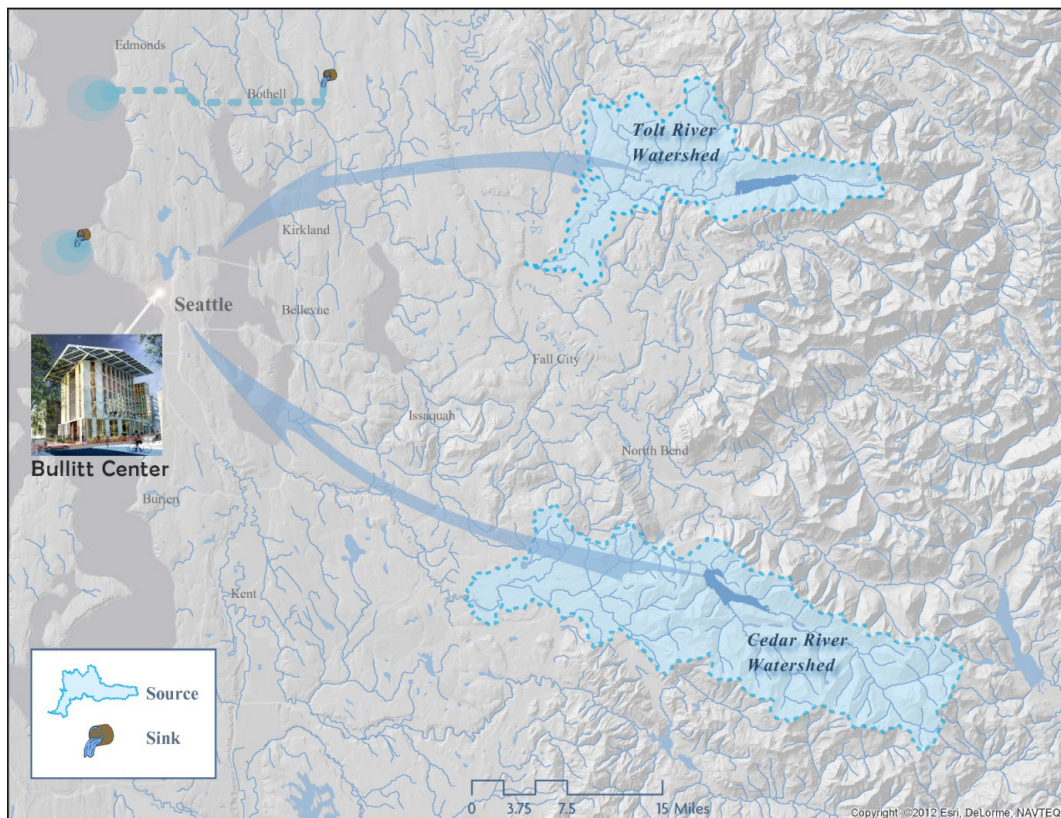 Edmonds
Bothell
Tolt River
Watershed
Kirkland
Seattle
Bellevue
Fall City
Issaquah
North Bend
Bullitt Center
Burien
Kent
Cedar River
Watershed
Source
Sink
0 3.75 7.5 15 Miles
Copyright ©2012 Esri, DeLorme, NAVTEQ